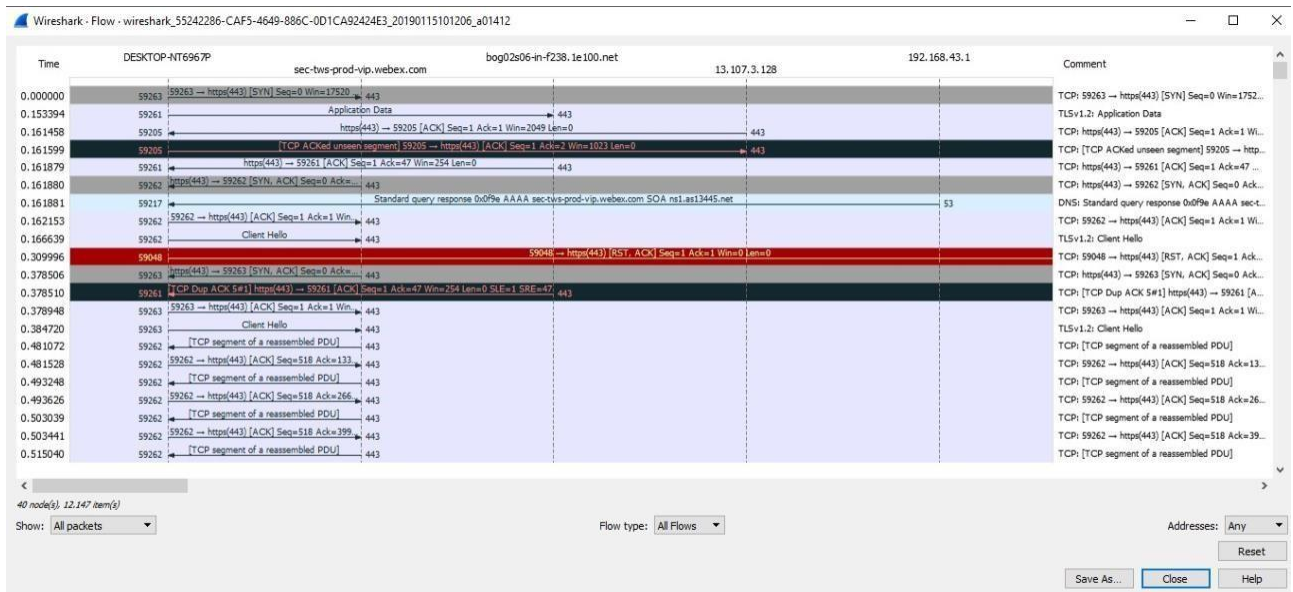 Wireshark · Flow · wireshark_55242286-CAF5-4649-886C-0D1CA92424E3_20190115101206_a01412
Time DESKTOP-NT6967P sec-tws-prod-vip.webex.com bog02s06-in-f238.1e100.net 13.107.3.128 192.168.43.1 Comment
0.000000 59263 59263 → https(443) [SYN] Seq=0 Win=17520 ... 443 TCP: 59263 → https(443) [SYN] Seq=0 Win=1752...
0.153394 59261 Application Data 443 TLSv1.2: Application Data
0.161458 59205 https(443) → 59205 [ACK] Seq=1 Ack=1 Win=2049 Len=0 443 TCP: https(443) → 59205 [ACK] Seq=1 Ack=1 Wi...
0.161599 59205 [TCP ACKed unseen segment] 59205 → https(443) [ACK] Seq=1 Ack=2 Win=1023 Len=0 443 TCP: [TCP ACKed unseen segment] 59205 → http...
0.161879 59261 https(443) → 59261 [ACK] Seq=1 Ack=47 Win=254 Len=0 443 TCP: https(443) → 59261 [ACK] Seq=1 Ack=47 ...
0.161880 59262 https(443) → 59262 [SYN, ACK] Seq=0 Ack=... 443 TCP: https(443) → 59262 [SYN, ACK] Seq=0 Ack...
0.161881 59217 Standard query response 0x0f9e AAAA sec-tws-prod-vip.webex.com SOA ns1.as13445.net 53 DNS: Standard query response 0x0f9e AAAA sec-t...
0.162153 59262 59262 → https(443) [ACK] Seq=1 Ack=1 Win... 443 TCP: 59262 → https(443) [ACK] Seq=1 Ack=1 Wi...
0.166639 59262 Client Hello 443 TLSv1.2: Client Hello
0.309996 59048 59048 → https(443) [RST, ACK] Seq=1 Ack=1 Win=0 Len=0 TCP: 59048 → https(443) [RST, ACK] Seq=1 Ack...
0.378506 59263 https(443) → 59263 [SYN, ACK] Seq=0 Ack=... 443 TCP: https(443) → 59263 [SYN, ACK] Seq=0 Ack...
0.378510 59261 [TCP Dup ACK 5#1] https(443) → 59261 [ACK] Seq=1 Ack=47 Win=254 Len=0 SLE=1 SRE=47 443 TCP: [TCP Dup ACK 5#1] https(443) → 59261 [A...
0.378948 59263 59263 → https(443) [ACK] Seq=1 Ack=1 Win... 443 TCP: 59263 → https(443) [ACK] Seq=1 Ack=1 Wi...
0.384720 59263 Client Hello 443 TLSv1.2: Client Hello
0.481072 59262 [TCP segment of a reassembled PDU] 443 TCP: [TCP segment of a reassembled PDU]
0.481528 59262 59262 → https(443) [ACK] Seq=518 Ack=133... 443 TCP: 59262 → https(443) [ACK] Seq=518 Ack=13...
0.493248 59262 [TCP segment of a reassembled PDU] 443 TCP: [TCP segment of a reassembled PDU]
0.493626 59262 59262 → https(443) [ACK] Seq=518 Ack=266... 443 TCP: 59262 → https(443) [ACK] Seq=518 Ack=26...
0.503039 59262 [TCP segment of a reassembled PDU] 443 TCP: [TCP segment of a reassembled PDU]
0.503441 59262 59262 → https(443) [ACK] Seq=518 Ack=399... 443 TCP: 59262 → https(443) [ACK] Seq=518 Ack=39...
0.515040 59262 [TCP segment of a reassembled PDU] 443 TCP: [TCP segment of a reassembled PDU]
40 node(s), 12.147 item(s)
Show: All packets Flow type: All Flows Addresses: Any
Reset
Save As... Close Help